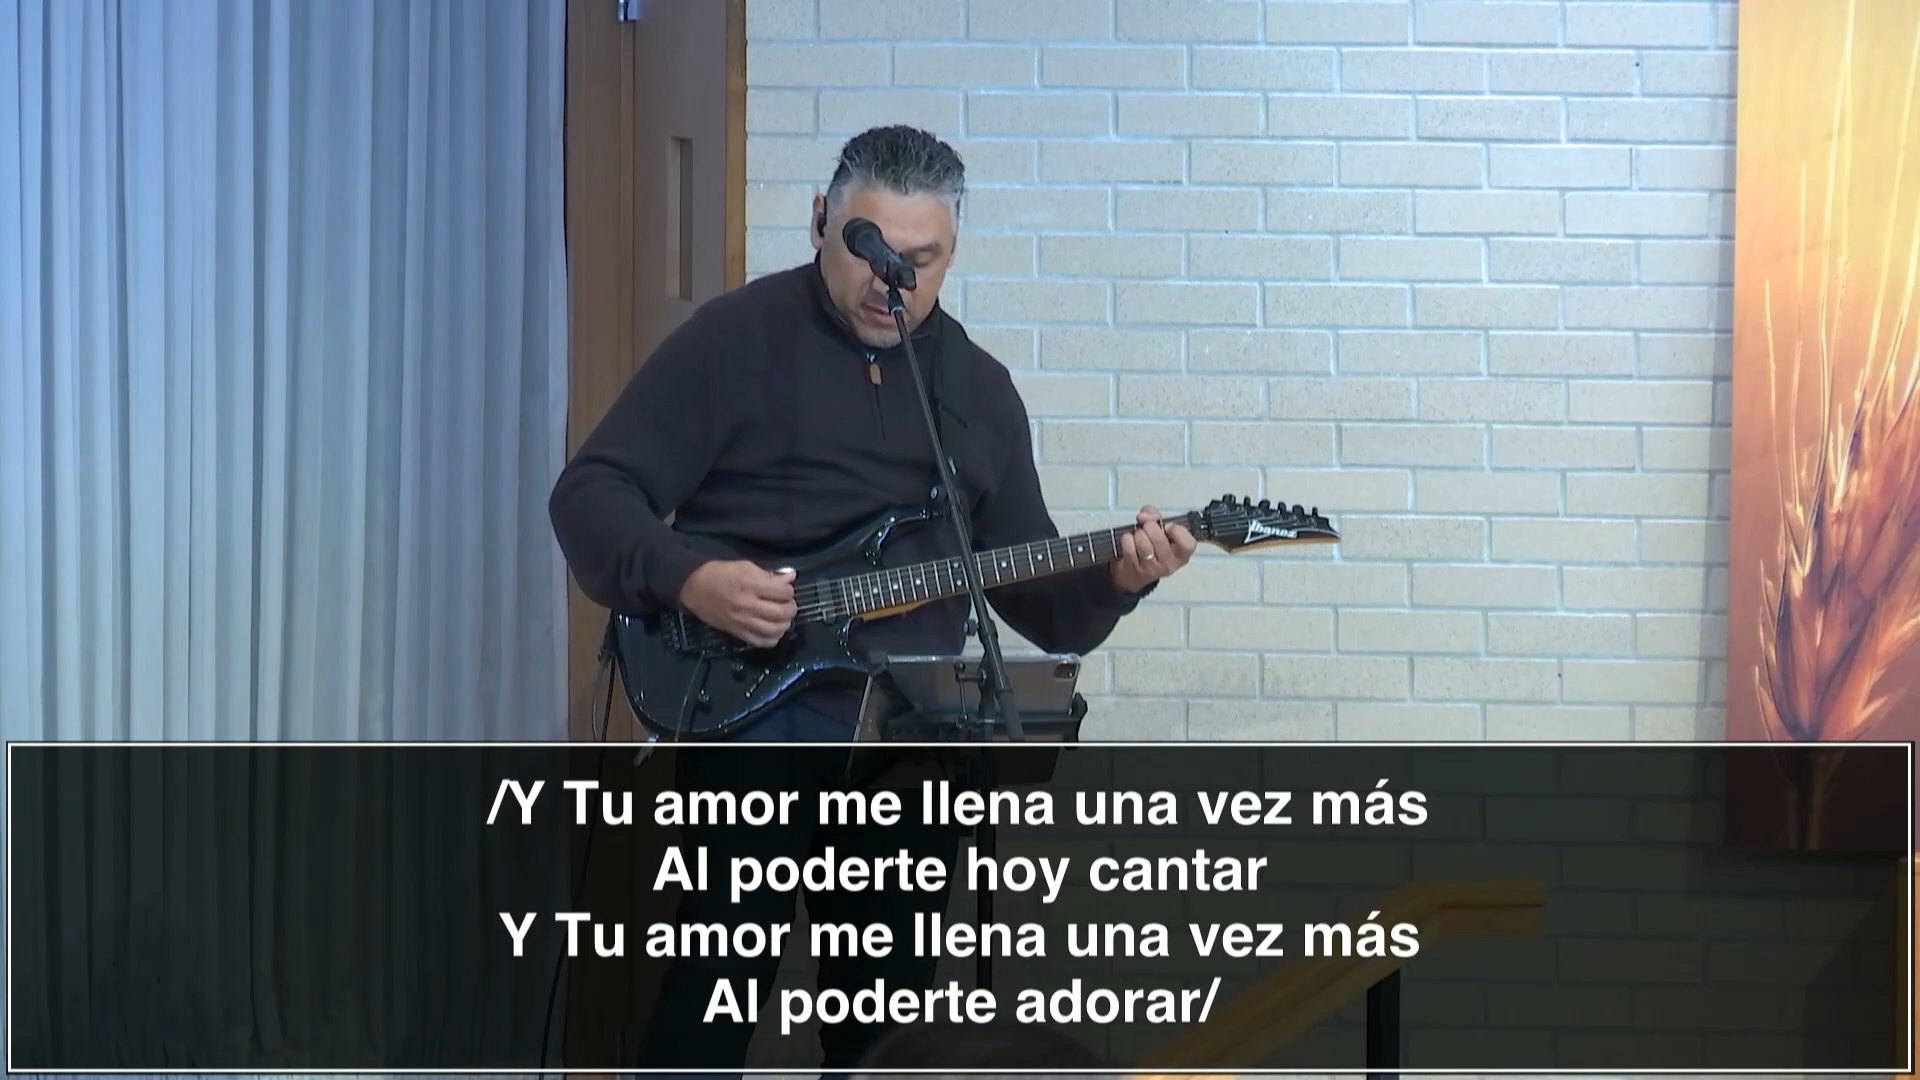 Ibanez
/Y Tu amor me llena una vez más
Al poderte hoy cantar
Y Tu amor me llena una vez más
Al poderte adorar/